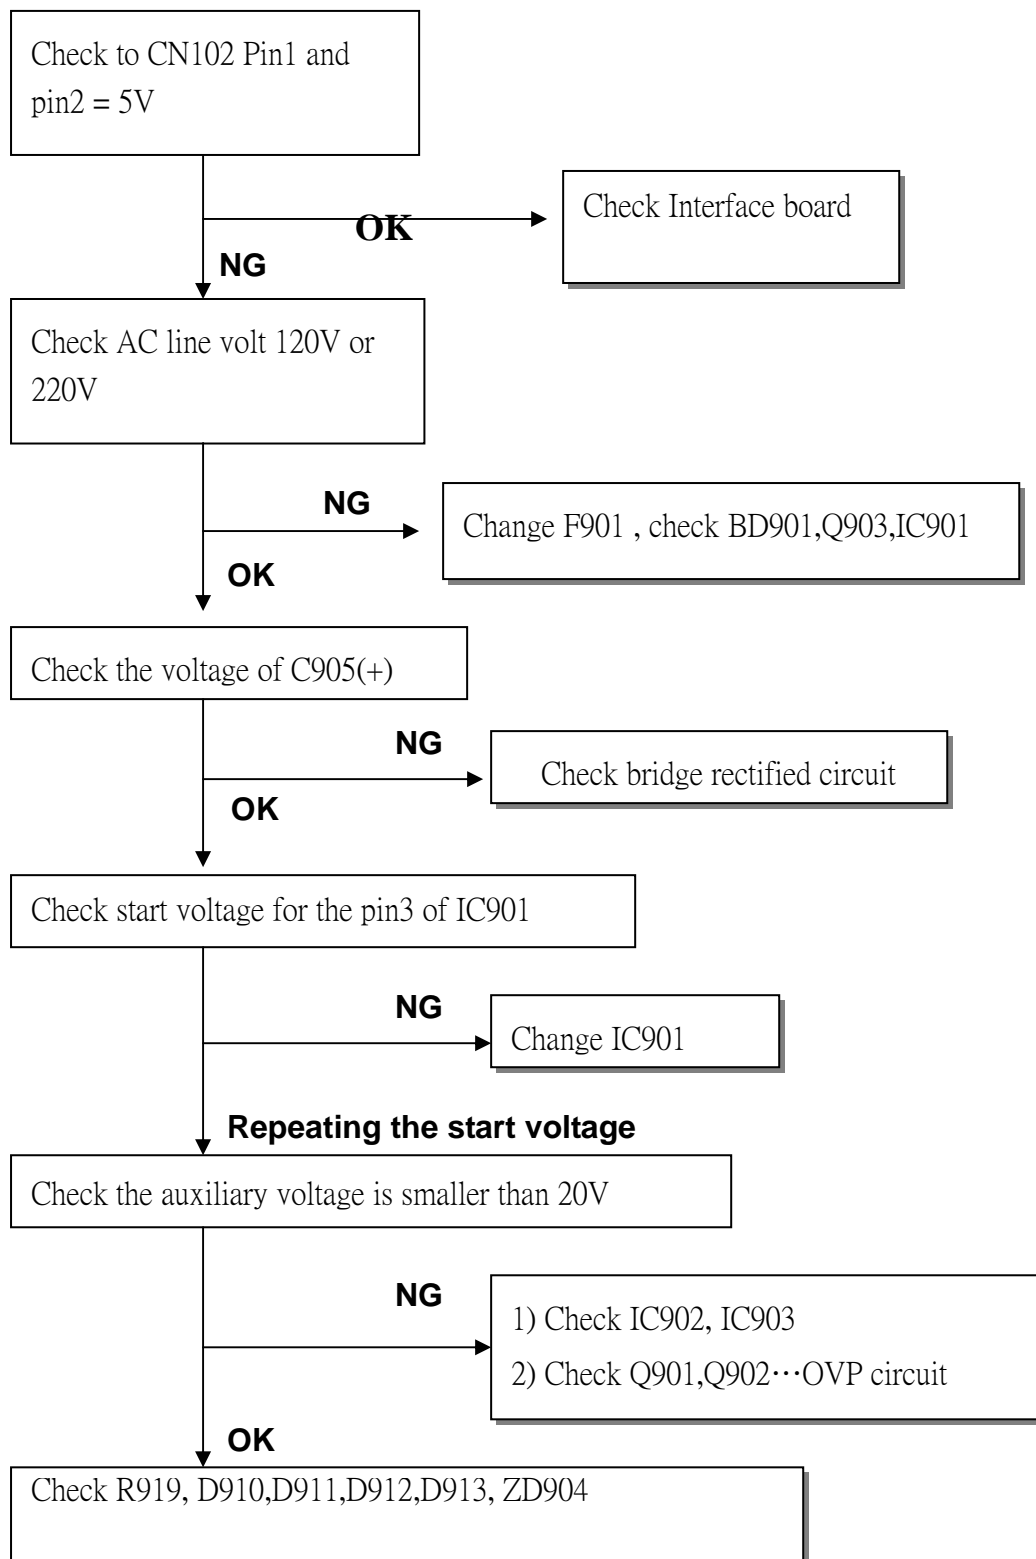 Check to CN102 Pin1 and
pin2 = 5V
OK
Check Interface board
NG
Check AC line volt 120V or
220V
NG
Change F901 , check BD901,Q903,IC901
OK
Check the voltage of C905(+)
NG
Check bridge rectified circuit
OK
Check start voltage for the pin3 of IC901
NG
Change IC901
Repeating the start voltage
Check the auxiliary voltage is smaller than 20V
NG
1) Check IC902, IC903
2) Check Q901,Q902⋯OVP circuit
OK
Check R919, D910,D911,D912,D913, ZD904